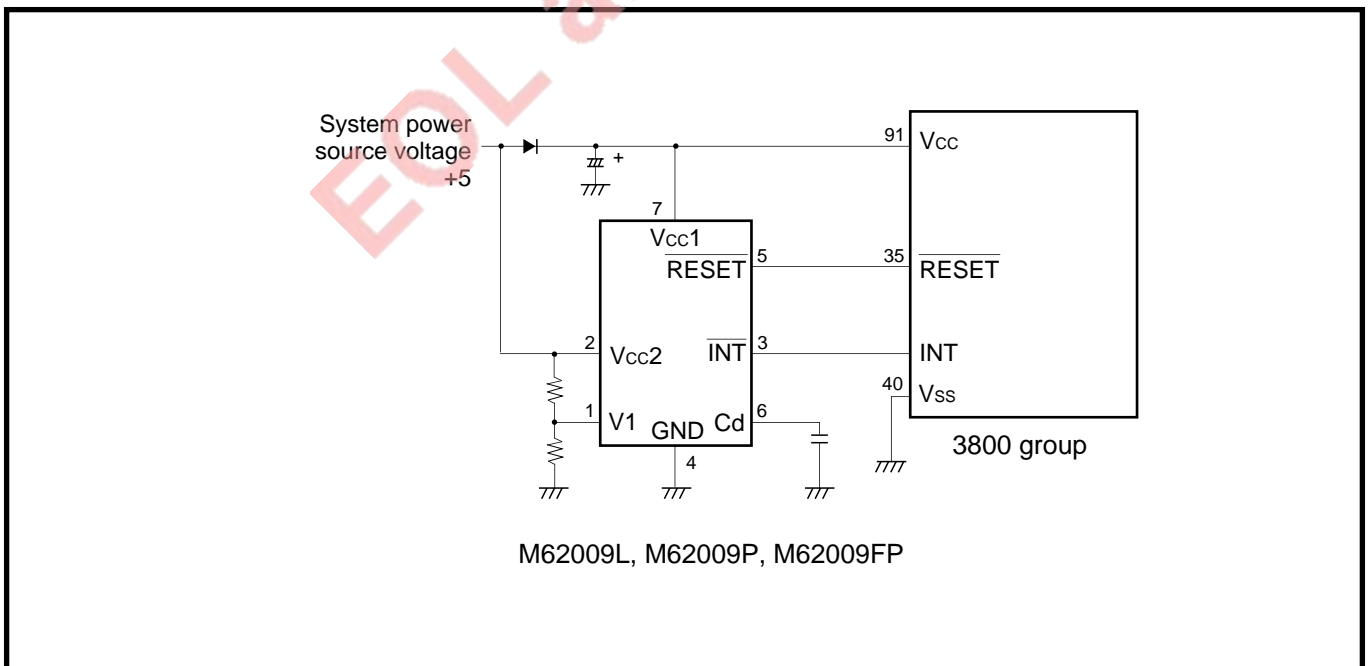 EOL a
System power
source voltage
+5
+
91 VCC
7
VCC1
RESET 5
35 RESET
2 VCC2
INT 3
INT
40 VSS
1 V1
GND
Cd 6
4
3800 group
M62009L, M62009P, M62009FP